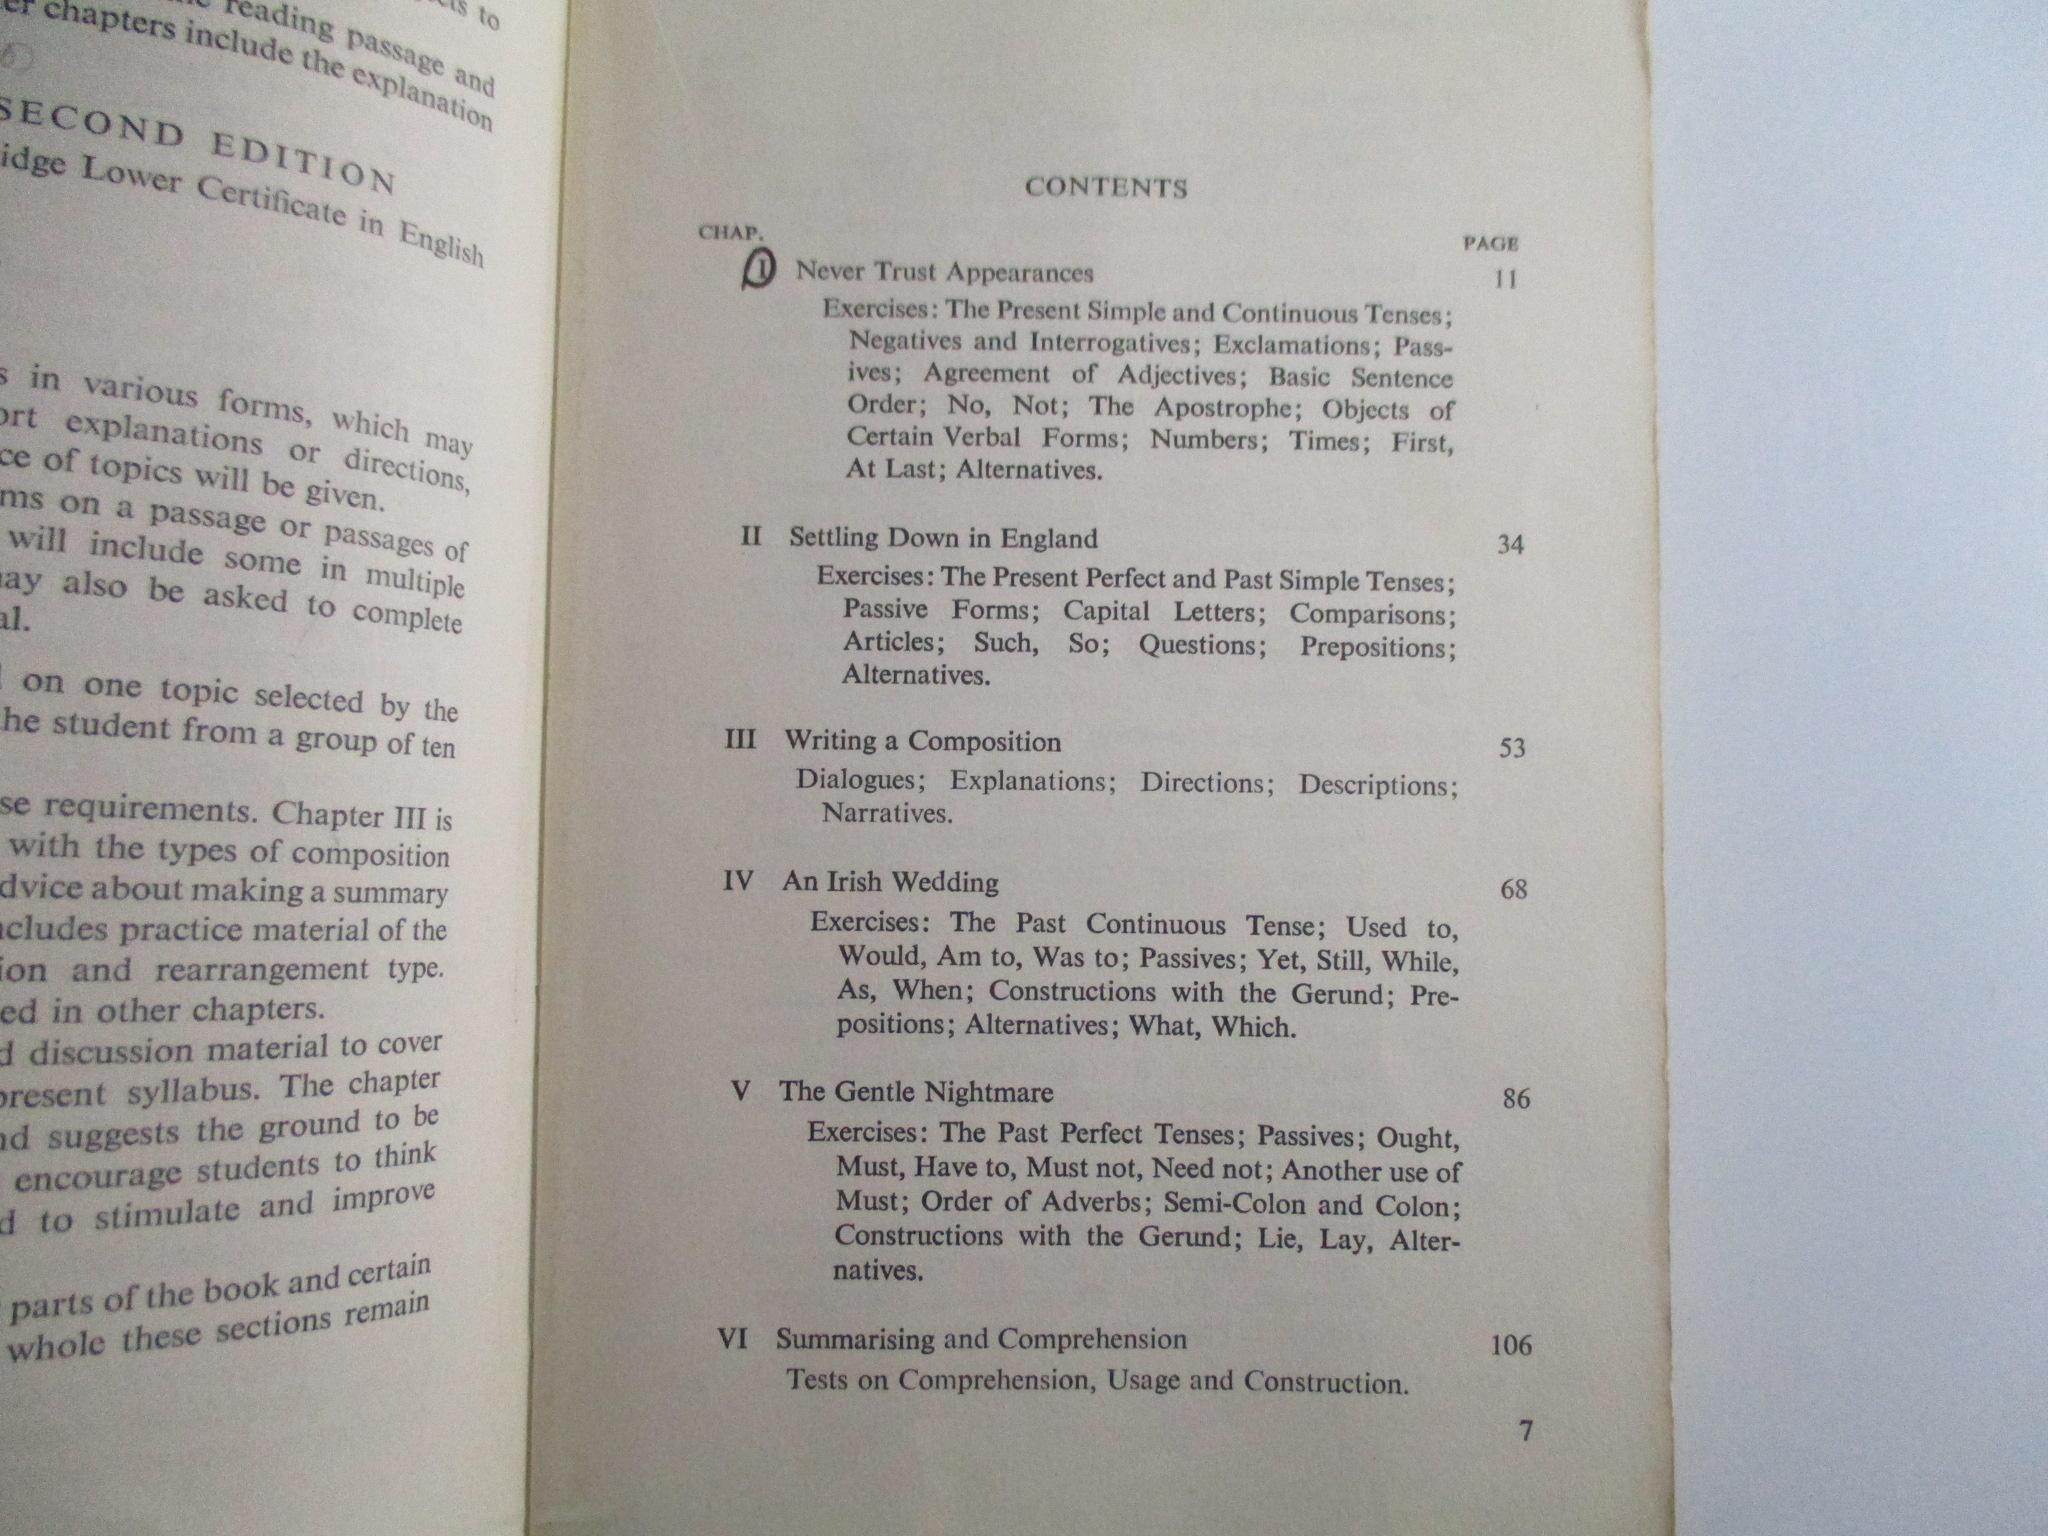 to
reading passage and
chapters include the explanation
SECOND EDITION
Lower Certificate in English
s in various forms, which may
ort explanations or directions,
ce of topics will be given.
ms on a passage or passages of
will include some in multiple
ay also be asked to complete
al.
on one topic selected by the
he student from a group of ten
se requirements. Chapter III is
with the types of composition
dvice about making a summary
ncludes practice material of the
ion and rearrangement type.
ed in other chapters.
d discussion material to cover
present syllabus. The chapter
nd suggests the ground to be
encourage students to think
d to stimulate and improve
parts of the book and certain
whole these sections remain
CONTENTS
CHAP. PAGE
I Never Trust Appearances 11
Exercises: The Present Simple and Continuous Tenses;
Negatives and Interrogatives; Exclamations; Pass-
ives; Agreement of Adjectives; Basic Sentence
Order; No, Not; The Apostrophe; Objects of
Certain Verbal Forms; Numbers; Times; First,
At Last; Alternatives.
II Settling Down in England 34
Exercises: The Present Perfect and Past Simple Tenses;
Passive Forms; Capital Letters; Comparisons;
Articles; Such, So; Questions; Prepositions;
Alternatives.
III Writing a Composition 53
Dialogues; Explanations; Directions; Descriptions;
Narratives.
IV An Irish Wedding 68
Exercises: The Past Continuous Tense; Used to,
Would, Am to, Was to; Passives; Yet, Still, While,
As, When; Constructions with the Gerund; Pre-
positions; Alternatives; What, Which.
V The Gentle Nightmare 86
Exercises: The Past Perfect Tenses; Passives; Ought,
Must, Have to, Must not, Need not; Another use of
Must; Order of Adverbs; Semi-Colon and Colon;
Constructions with the Gerund; Lie, Lay, Alter-
natives.
VI Summarising and Comprehension 106
Tests on Comprehension, Usage and Construction.
7